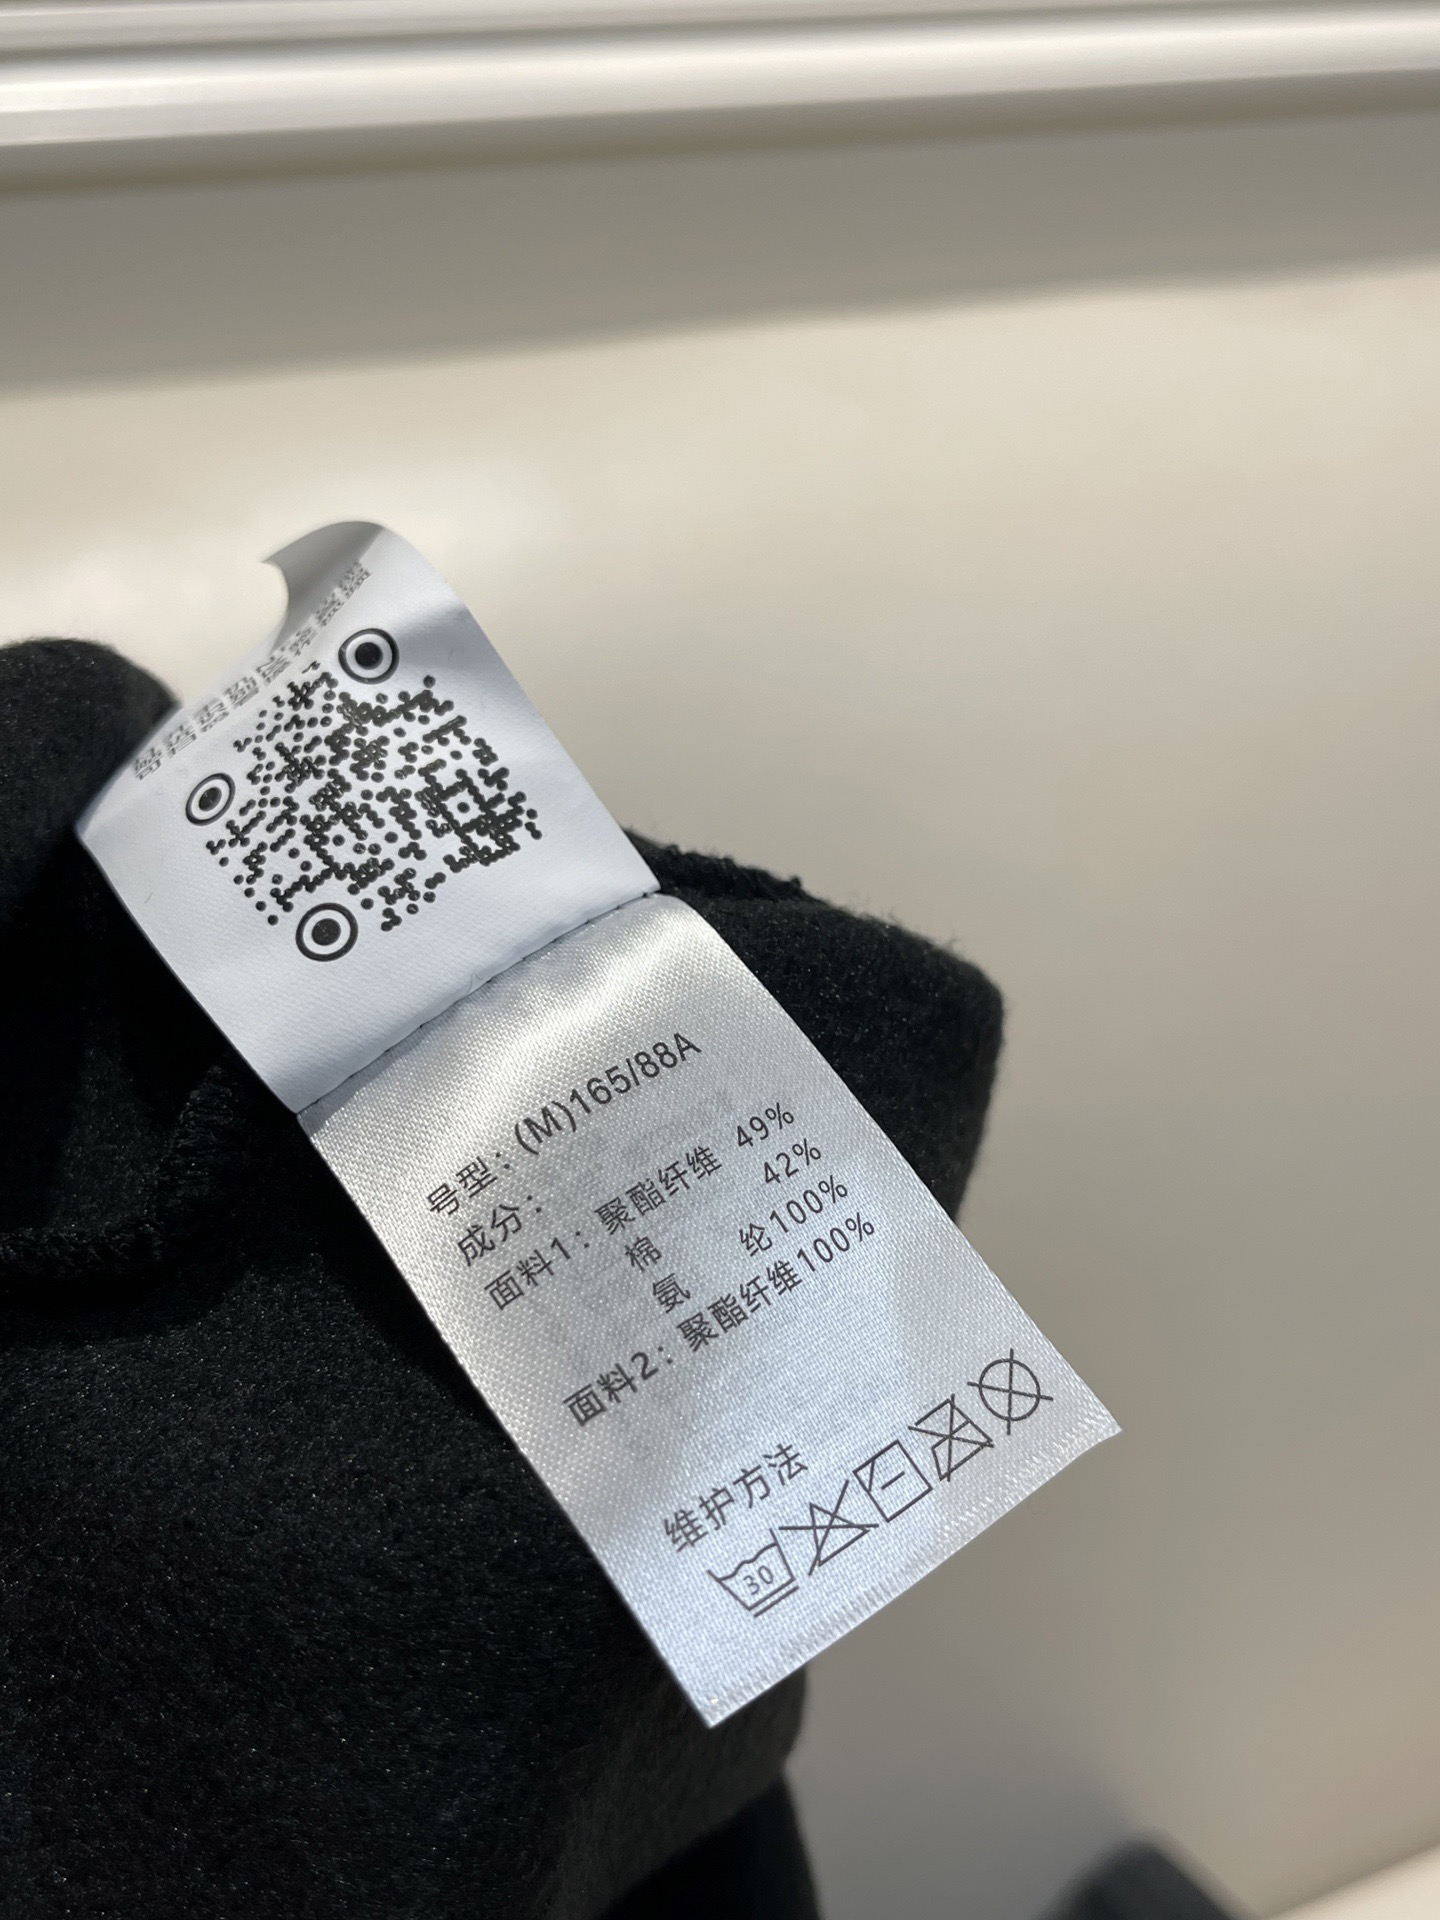 号型：(M)165/88A
成分：
面料1：聚酯纤维 49%
棉 42%
氨 纶100%
面料2：聚酯纤维100%
维护方法
30